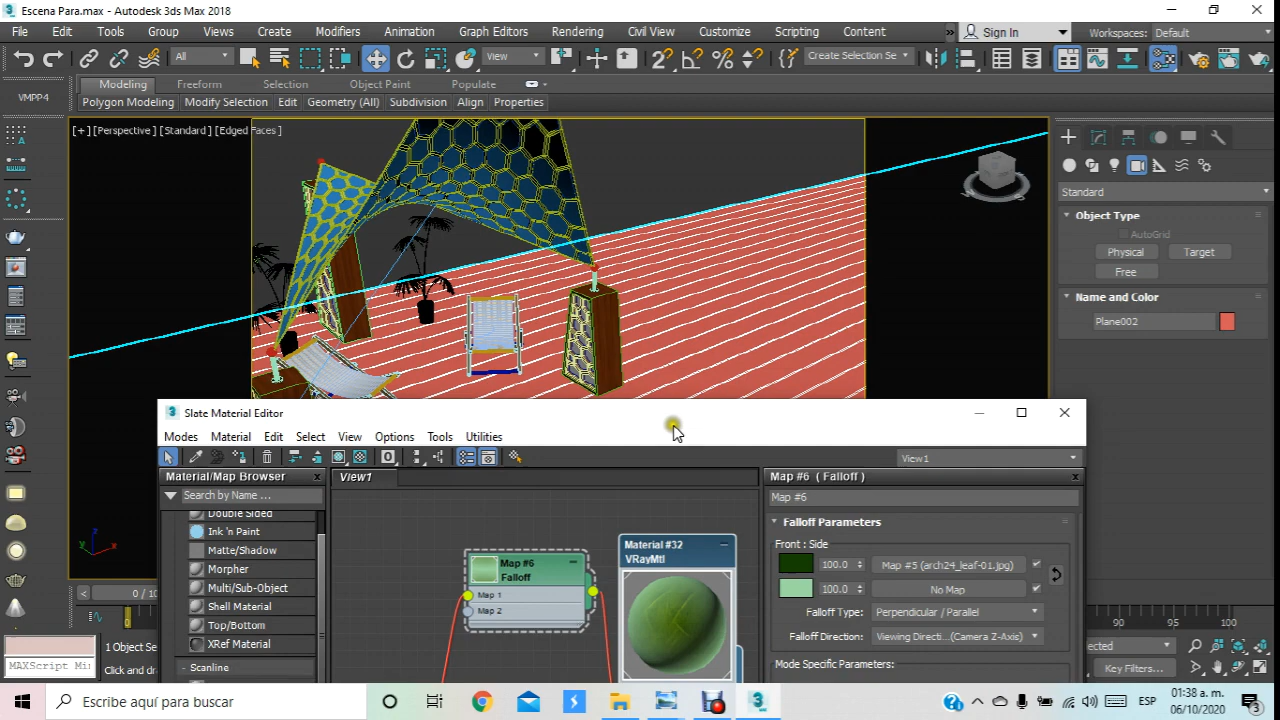 Escena Para.max - Autodesk 3ds Max 2018
File Edit Tools Group Views Create Modifiers Animation Graph Editors Rendering Civil View Customize Scripting Content » Sign In Workspaces: Default
All View Create Selection Se
Modeling Freeform Selection Object Paint Populate
VMPP4
Polygon Modeling Modify Selection Edit Geometry (All) Subdivision Align Properties
[+] [Perspective] [Standard] [Edged Faces]
Standard
Object Type
AutoGrid
Physical Target
Free
Name and Color
Plane002
Slate Material Editor
Modes Material Edit Select View Options Tools Utilities
View1
Material/Map Browser
View1
Map #6 ( Falloff )
Search by Name ...
Map #6
Double Sided
Ink 'n Paint
Matte/Shadow
Morpher
Multi/Sub-Object
Shell Material
Top/Bottom
XRef Material
Scanline
Map #6
Falloff
Map 1
Map 2
Material #32
VRayMtl
Falloff Parameters
Front : Side
100.0 Map #5 (arch24_leaf-01.jpg)
100.0 No Map
Falloff Type: Perpendicular / Parallel
Falloff Direction: Viewing Directi...(Camera Z-Axis)
Mode Specific Parameters:
z
y x
0 / 10
0
90 95 100
1 Object Sel
Click and dra
MAXScript Mi
ected
Key Filters...
Escribe aquí para buscar
ESP
01:38 a. m.
06/10/2020
3